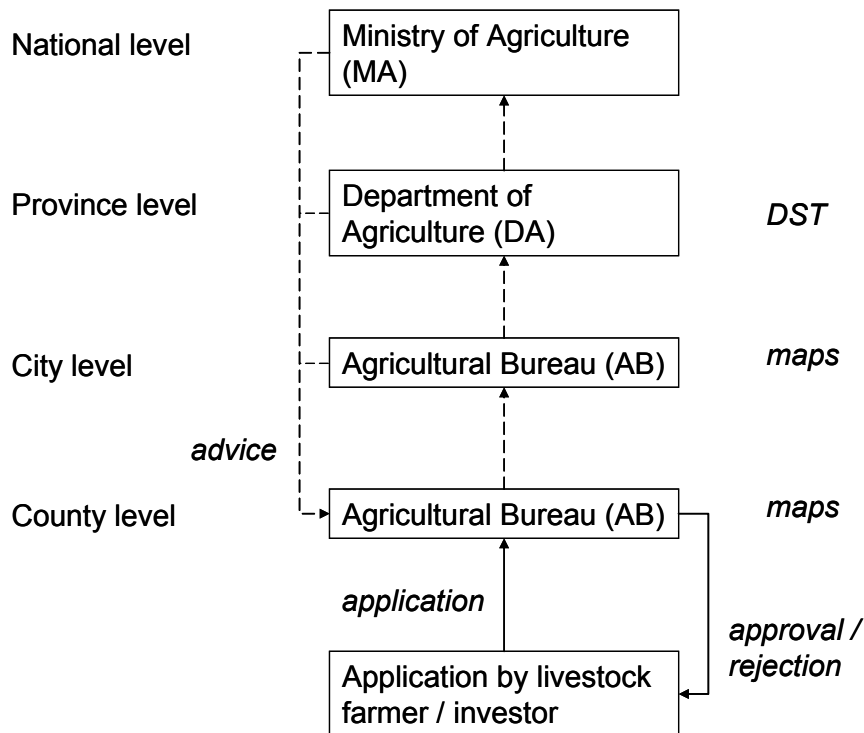 National level
Ministry of Agriculture
(MA)
Province level
Department of
Agriculture (DA)
DST
City level
Agricultural Bureau (AB)
maps
advice
County level
Agricultural Bureau (AB)
maps
application
approval /
rejection
Application by livestock
farmer / investor